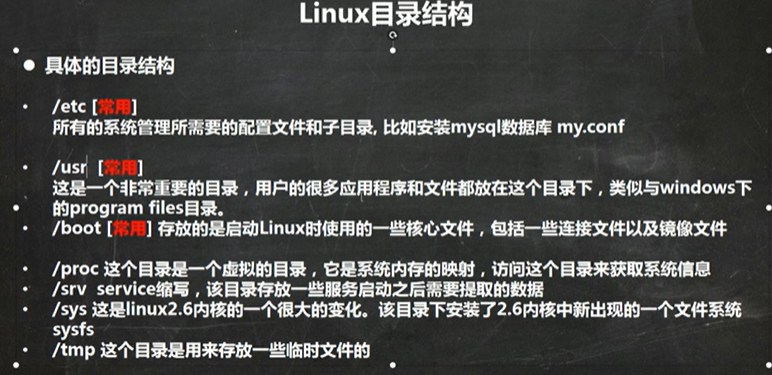 Linux目录结构
● 具体的目录结构
• /etc [常用]
所有的系统管理所需要的配置文件和子目录, 比如安装mysql数据库 my.conf
• /usr [常用]
这是一个非常重要的目录，用户的很多应用程序和文件都放在这个目录下，类似与windows下
的program files目录。
• /boot [常用] 存放的是启动Linux时使用的一些核心文件，包括一些连接文件以及镜像文件
• /proc 这个目录是一个虚拟的目录，它是系统内存的映射，访问这个目录来获取系统信息
• /srv service缩写，该目录存放一些服务启动之后需要提取的数据
• /sys 这是linux2.6内核的一个很大的变化。该目录下安装了2.6内核中新出现的一个文件系统
sysfs
• /tmp 这个目录是用来存放一些临时文件的